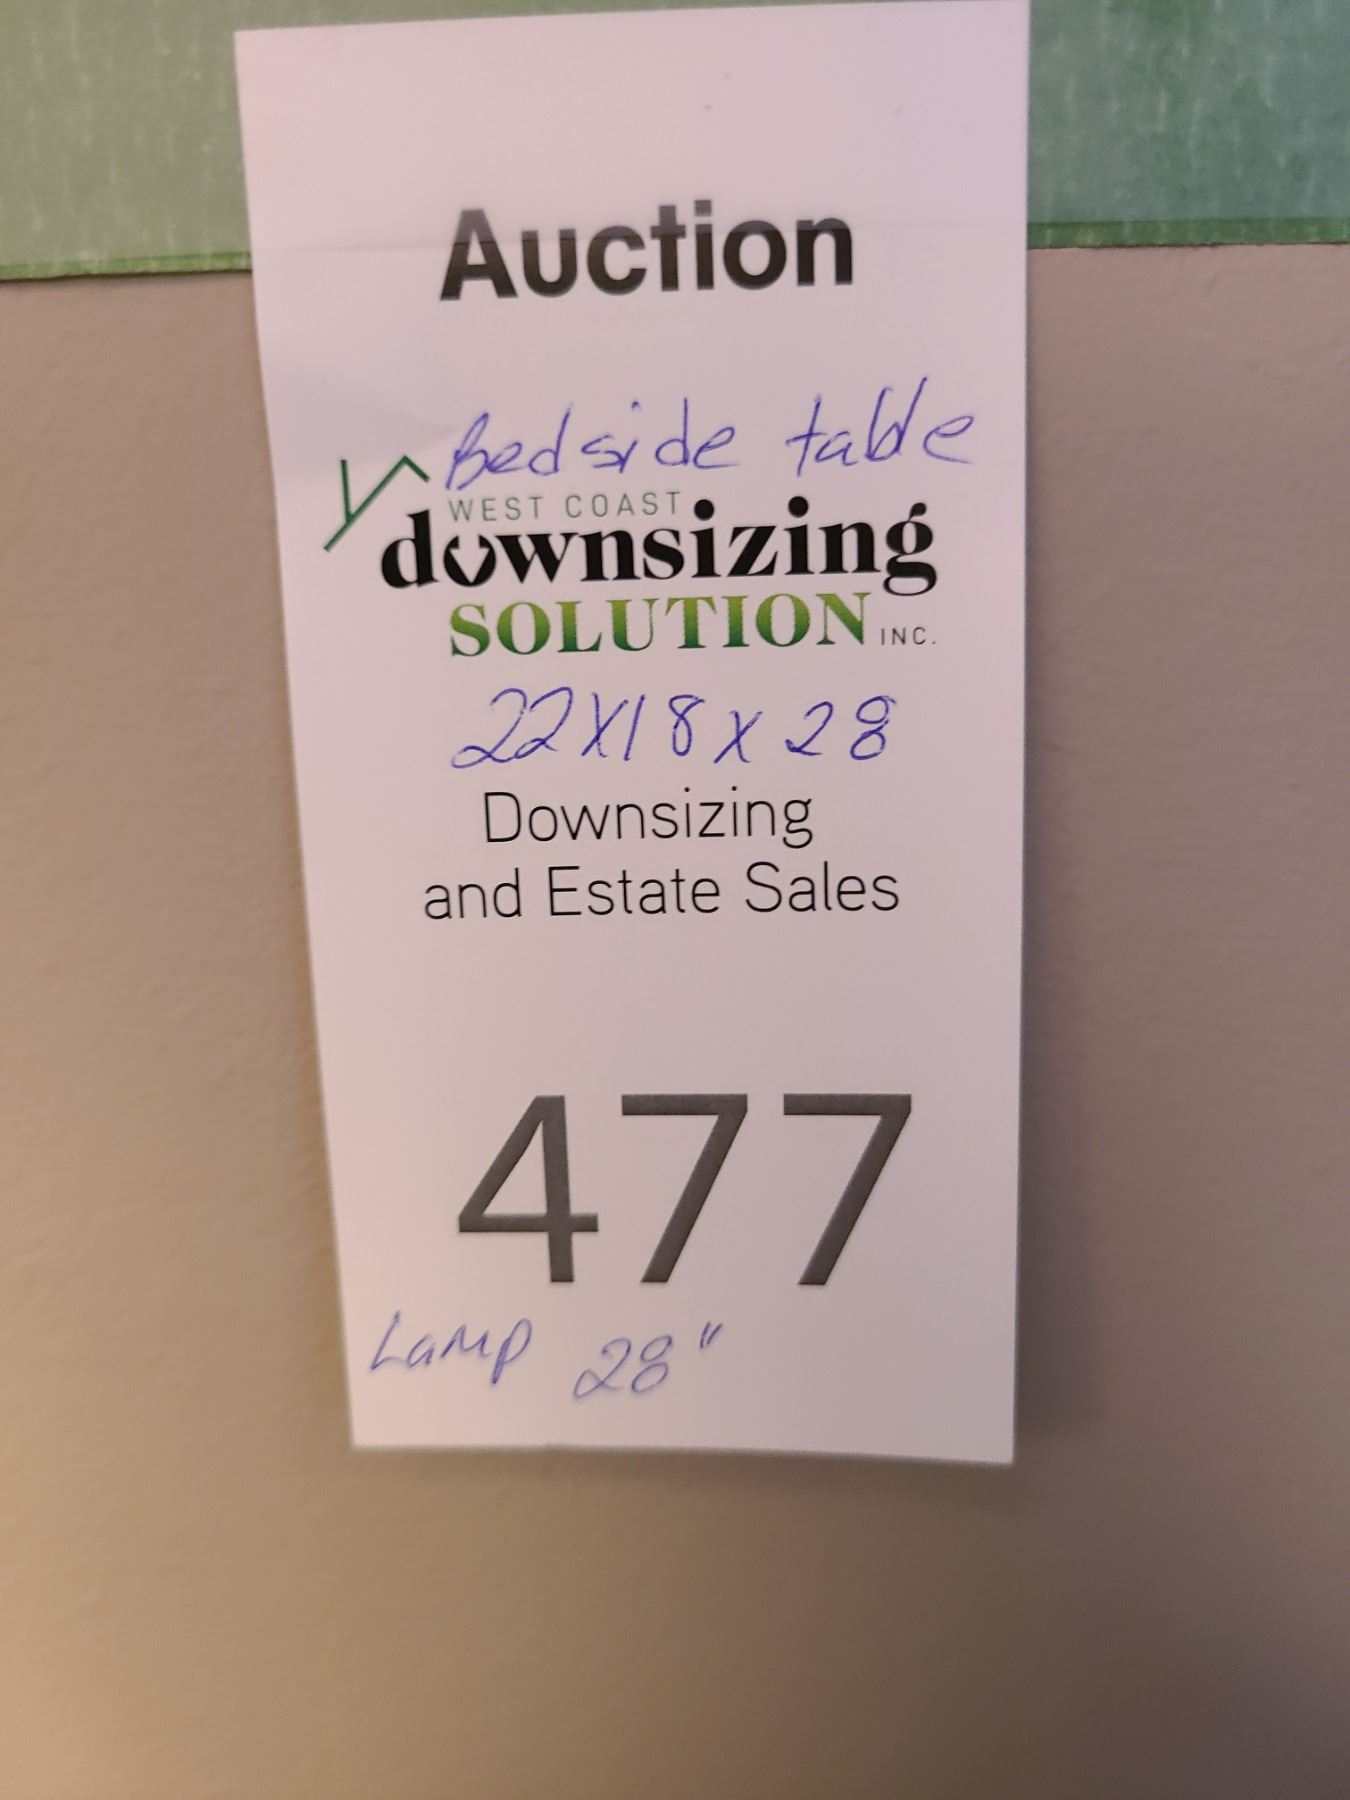 Auction
Bedside table
WEST COAST
downsizing
SOLUTION INC.
22X18X28
Downsizing
and Estate Sales
477
Lamp 28"